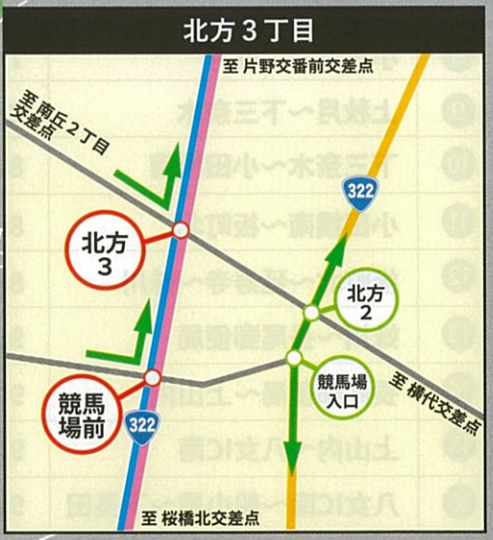 北方3丁目
至 片野交番前交差点
至 南丘2丁目
交差点
322
北方
3
北方
2
競馬場
入口
至 横代交差点
競馬
場前
322
至 桜橋北交差点